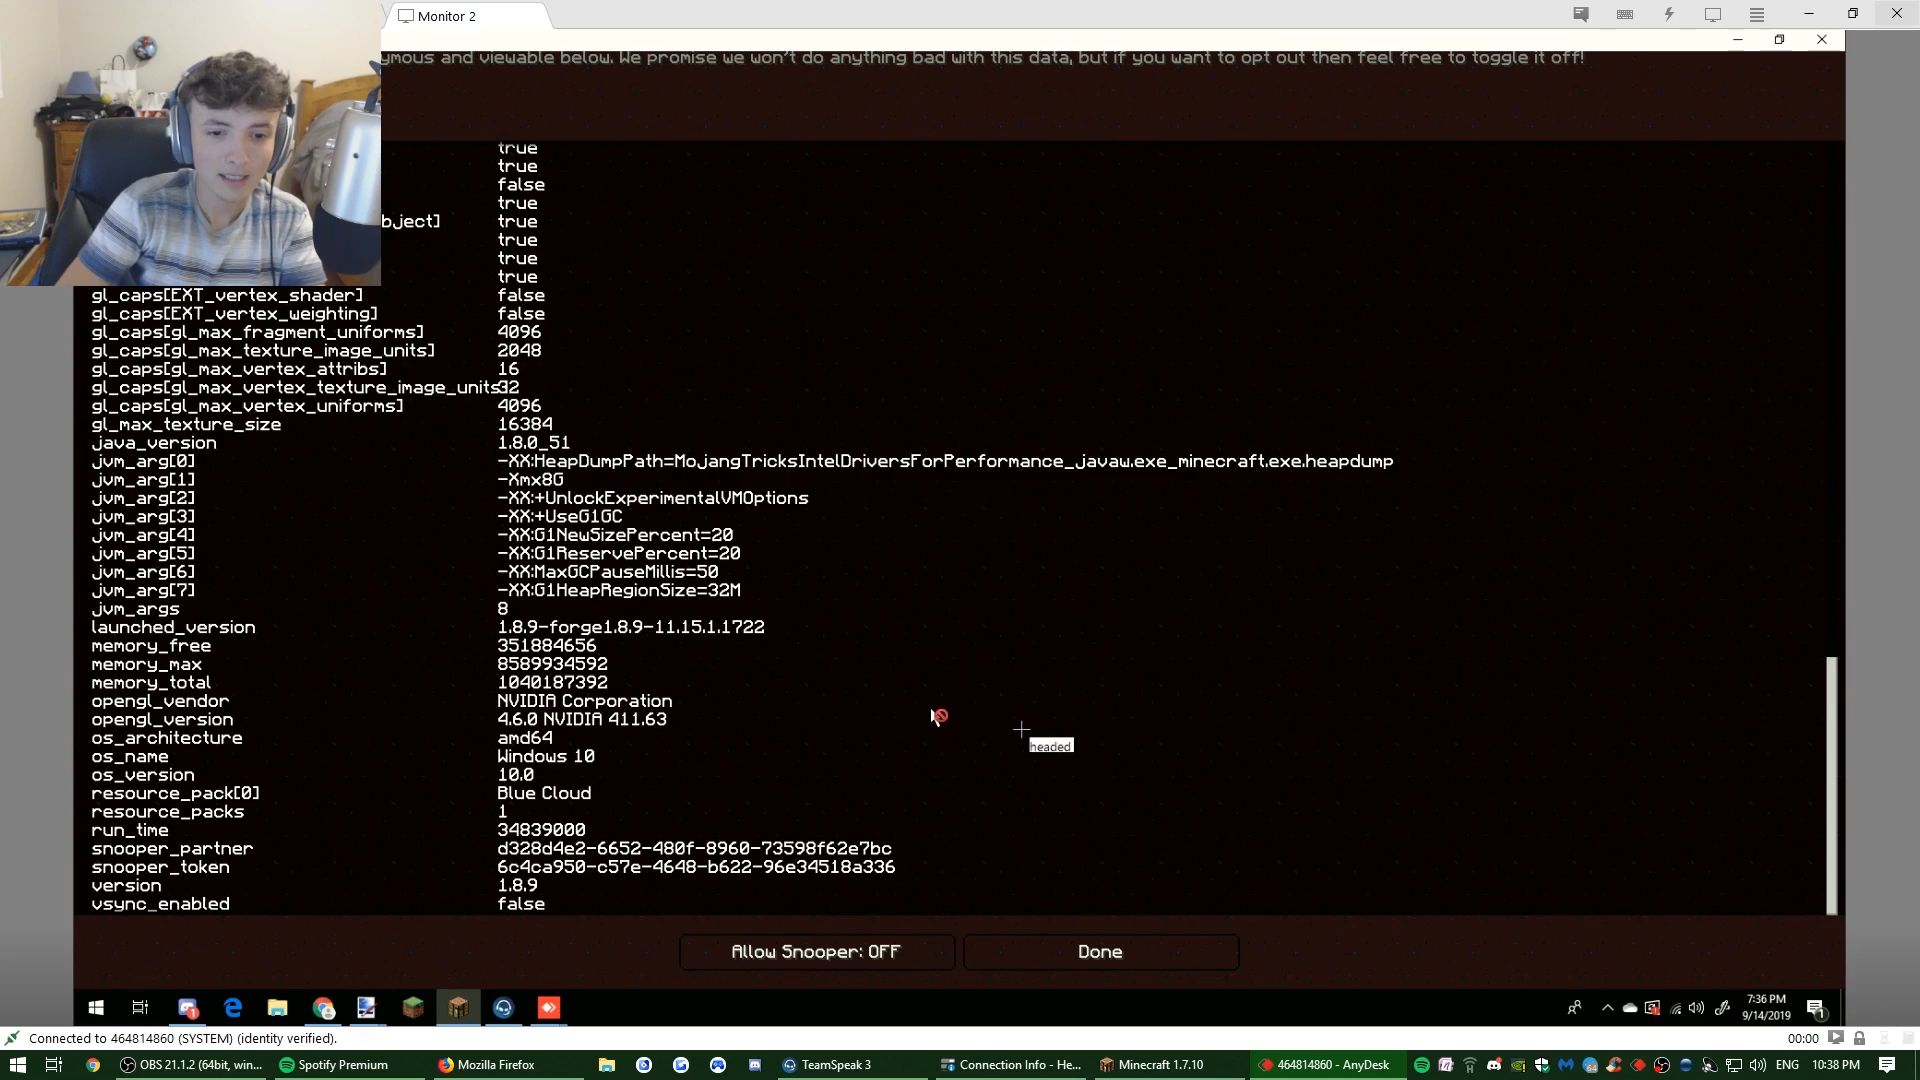 Monitor 2
ymous and viewable below. We promise we won't do anything bad with this data, but if you want to opt out then feel free to toggle it off!
true
true
false
true
bject] true
true
true
true
gl_caps[EXT_vertex_shader] false
gl_caps[EXT_vertex_weighting] false
gl_caps[gl_max_fragment_uniforms] 4096
gl_caps[gl_max_texture_image_units] 2048
gl_caps[gl_max_vertex_attribs] 16
gl_caps[gl_max_vertex_texture_image_units 32
gl_caps[gl_max_vertex_uniforms] 4096
gl_max_texture_size 16384
java_version 1.8.0_51
jvm_arg[0] -XX:HeapDumpPath=MojangTricksIntelDriversForPerformance_javaw.exe_minecraft.exe.heapdump
jvm_arg[1] -Xmx8G
jvm_arg[2] -XX:+UnlockExperimentalVMOptions
jvm_arg[3] -XX:+UseG1GC
jvm_arg[4] -XX:G1NewSizePercent=20
jvm_arg[5] -XX:G1ReservePercent=20
jvm_arg[6] -XX:MaxGCPauseMillis=50
jvm_arg[7] -XX:G1HeapRegionSize=32M
jvm_args 8
launched_version 1.8.9-forge1.8.9-11.15.1.1722
memory_free 351884656
memory_max 8589934592
memory_total 1040187392
opengl_vendor NVIDIA Corporation
opengl_version 4.6.0 NVIDIA 411.63
os_architecture amd64
os_name Windows 10
os_version 10.0
resource_pack[0] Blue Cloud
resource_packs 1
run_time 34839000
snooper_partner d328d4e2-6652-480f-8960-73598f62e7bc
snooper_token 6c4ca950-c57e-4648-b622-96e34518a336
version 1.8.9
vsync_enabled false
headed
Allow Snooper: OFF Done
7:36 PM
9/14/2019
Connected to 464814860 (SYSTEM) (identity verified). 00:00
OBS 21.1.2 (64bit, win... Spotify Premium Mozilla Firefox TeamSpeak 3 Connection Info - He... Minecraft 1.7.10 464814860 - AnyDesk ENG 10:38 PM